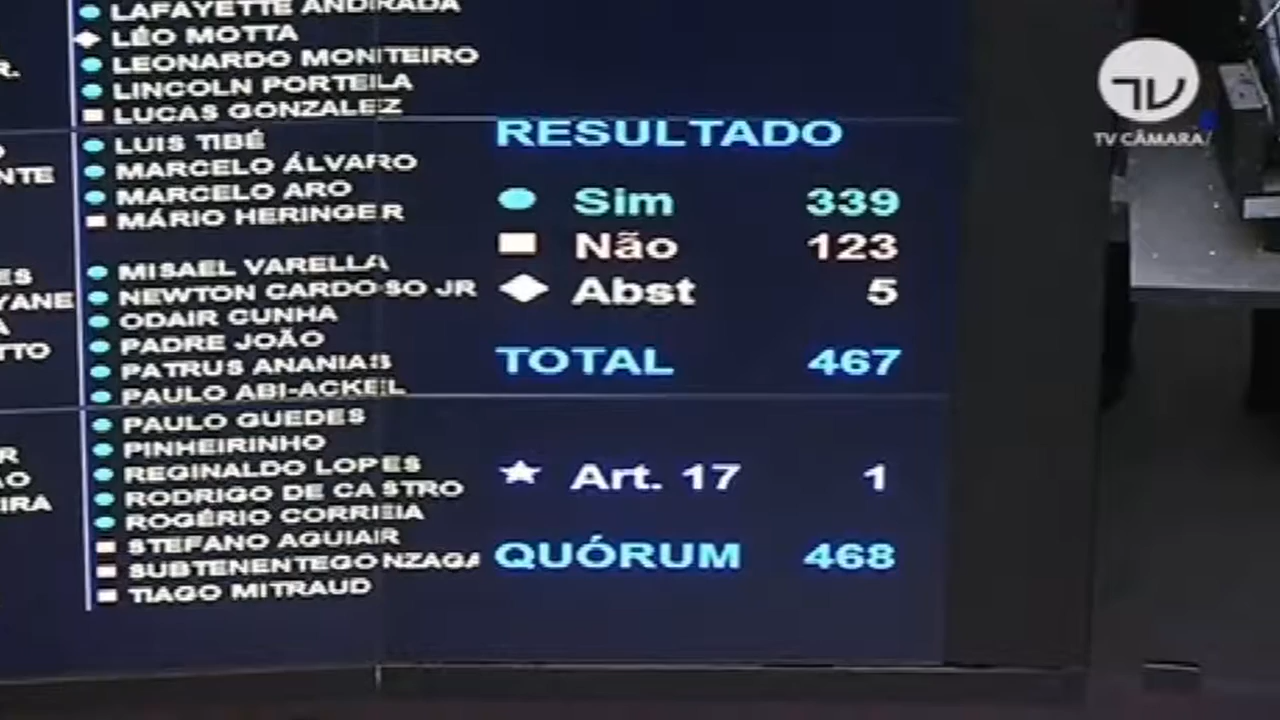 LAFAYETTE ANDRADA
LÉO MOTTA
LEONARDO MONTEIRO
LINCOLN PORTELA
LUCAS GONZALEZ
LUIS TIBÉ
MARCELO ÁLVARO
MARCELO ARO
MÁRIO HERINGER
MISAEL VARELLA
NEWTON CARDOSO JR
ODAIR CUNHA
PADRE JOÃO
PATRUS ANANIAS
PAULO ABI-ACKEL
PAULO GUEDES
PINHEIRINHO
REGINALDO LOPES
RODRIGO DE CASTRO
ROGÉRIO CORREIA
STEFANO AGUIAR
SUBTENENTE GONZAGA
TIAGO MITRAUD
RESULTADO
Sim 339
Não 123
Abst 5
TOTAL 467
Art. 17 1
QUÓRUM 468
TV CÂMARA